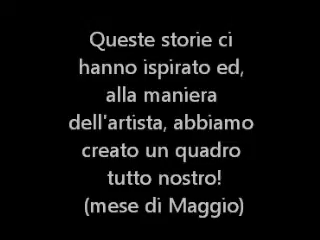 Queste storie ci
hanno ispirato ed,
alla maniera
dell'artista, abbiamo
creato un quadro
tutto nostro!
(mese di Maggio)